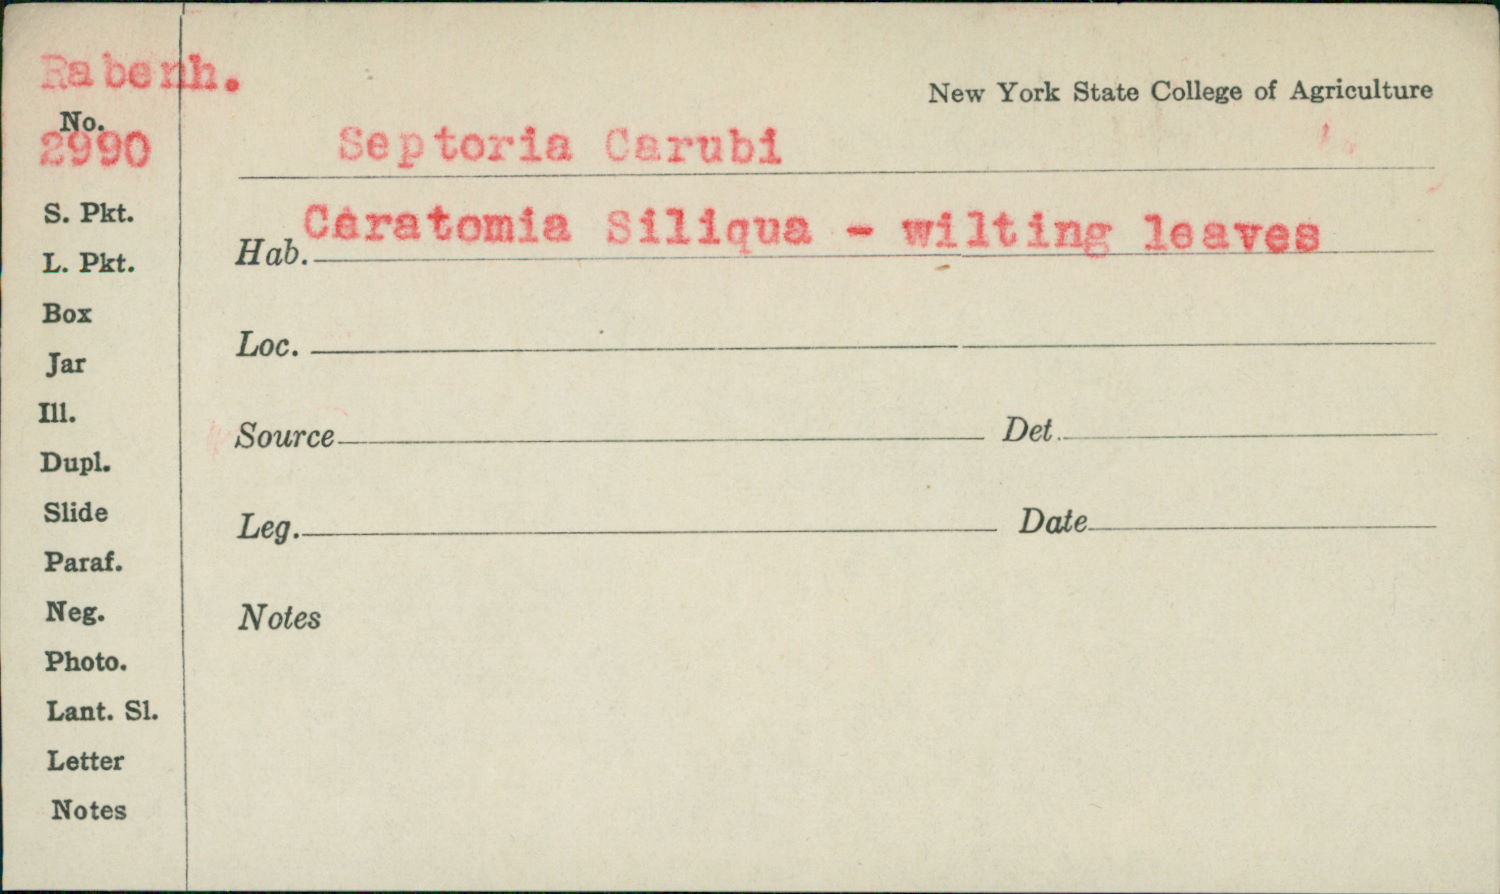 Rabenh.
New York State College of Agriculture
No.
2990
Septoria Carubi
S. Pkt.
Hab. Caratomia Siliqua - wilting leaves
L. Pkt.
Box
Loc.
Jar
Ill.
Source Det.
Dupl.
Slide
Leg. Date
Paraf.
Neg.
Notes
Photo.
Lant. Sl.
Letter
Notes